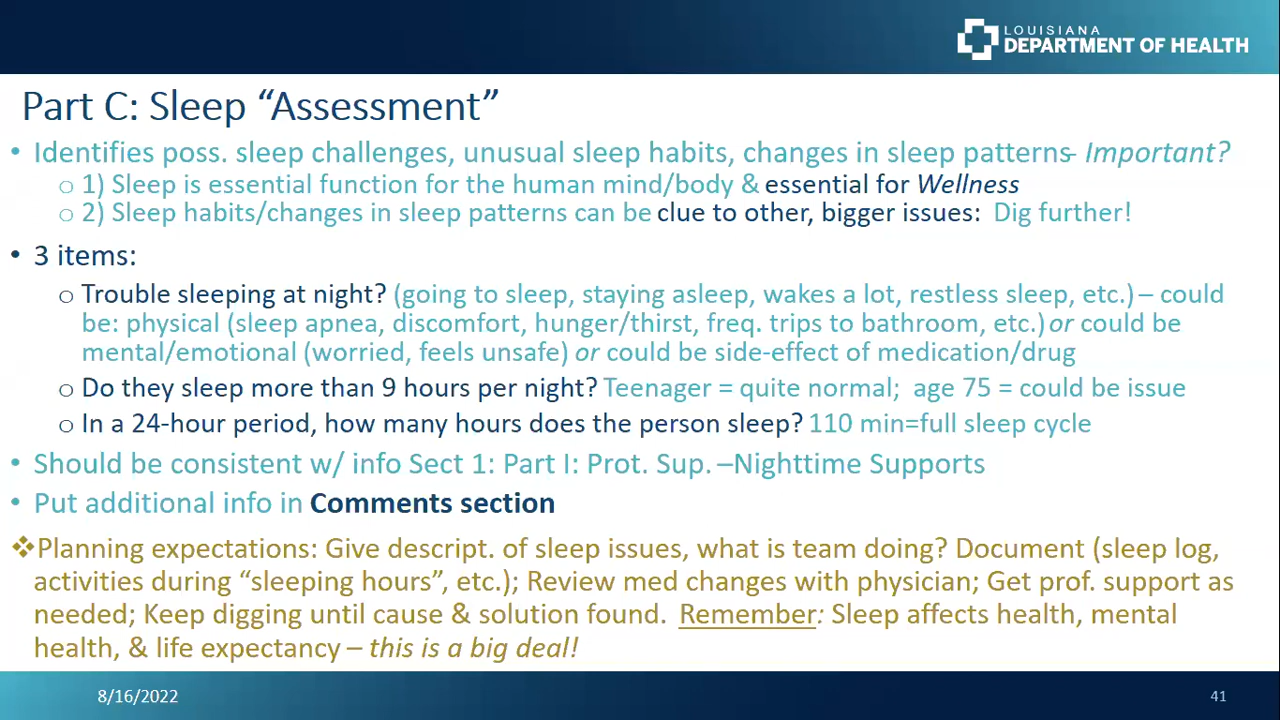 LOUISIANA
DEPARTMENT OF HEALTH
Part C: Sleep “Assessment”
• Identifies poss. sleep challenges, unusual sleep habits, changes in sleep patterns- Important?
o 1) Sleep is essential function for the human mind/body & essential for Wellness
o 2) Sleep habits/changes in sleep patterns can be clue to other, bigger issues: Dig further!
• 3 items:
o Trouble sleeping at night? (going to sleep, staying asleep, wakes a lot, restless sleep, etc.) – could
be: physical (sleep apnea, discomfort, hunger/thirst, freq. trips to bathroom, etc.) or could be
mental/emotional (worried, feels unsafe) or could be side-effect of medication/drug
o Do they sleep more than 9 hours per night? Teenager = quite normal; age 75 = could be issue
o In a 24-hour period, how many hours does the person sleep? 110 min=full sleep cycle
• Should be consistent w/ info Sect 1: Part I: Prot. Sup. –Nighttime Supports
• Put additional info in Comments section
❖Planning expectations: Give descript. of sleep issues, what is team doing? Document (sleep log,
activities during “sleeping hours”, etc.); Review med changes with physician; Get prof. support as
needed; Keep digging until cause & solution found. Remember: Sleep affects health, mental
health, & life expectancy – this is a big deal!
8/16/2022
41